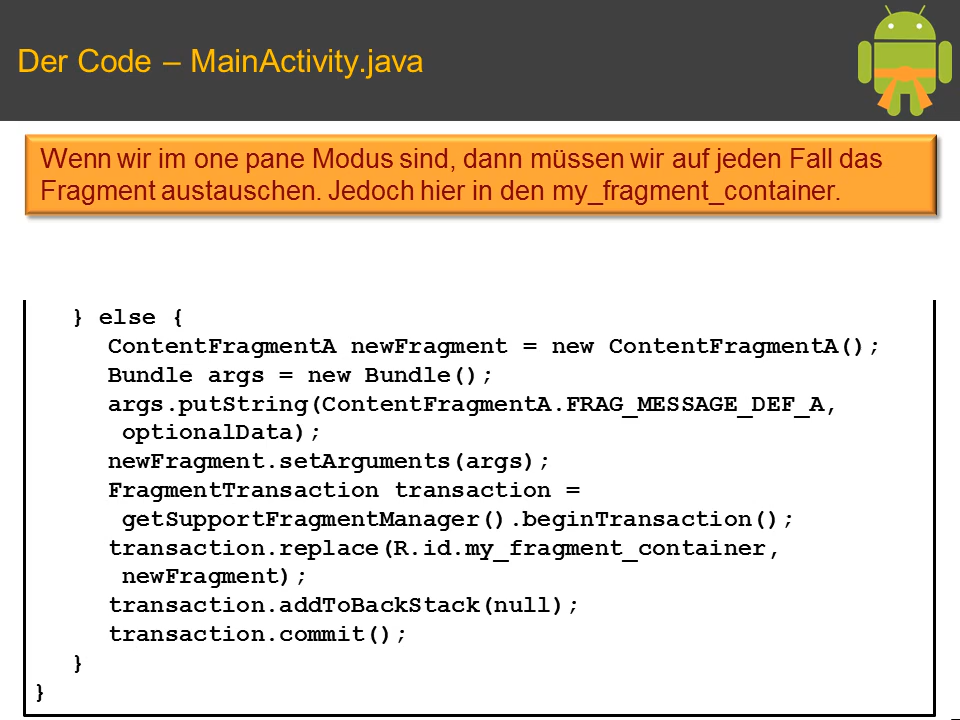 Der Code – MainActivity.java
Wenn wir im one pane Modus sind, dann müssen wir auf jeden Fall das
Fragment austauschen. Jedoch hier in den my_fragment_container.
} else {
ContentFragmentA newFragment = new ContentFragmentA();
Bundle args = new Bundle();
args.putString(ContentFragmentA.FRAG_MESSAGE_DEF_A,
optionalData);
newFragment.setArguments(args);
FragmentTransaction transaction =
getSupportFragmentManager().beginTransaction();
transaction.replace(R.id.my_fragment_container,
newFragment);
transaction.addToBackStack(null);
transaction.commit();
}
}